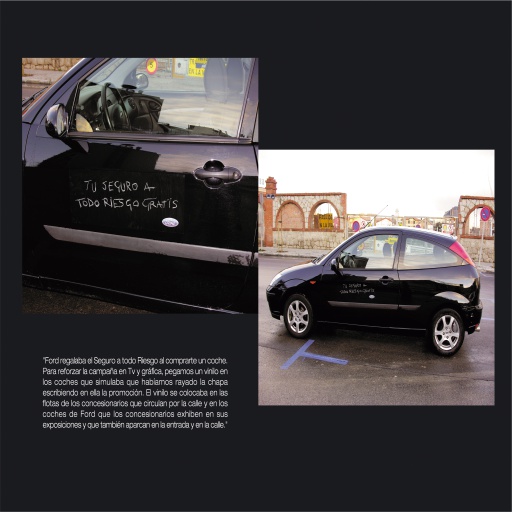 TU SEGURO A
TODO RIESGO GRATIS
TU SEGURO A
TODO RIESGO GRATIS
"Ford regalaba el Seguro a todo Riesgo al comprarte un coche.
Para reforzar la campaña en Tv y gráfica, pegamos un vinilo en
los coches que simulaba que habíamos rayado la chapa
escribiendo en ella la promoción. El vinilo se colocaba en las
flotas de los concesionarios que circulan por la calle y en los
coches de Ford que los concesionarios exhiben en sus
exposiciones y que también aparcan en la entrada y en la calle."